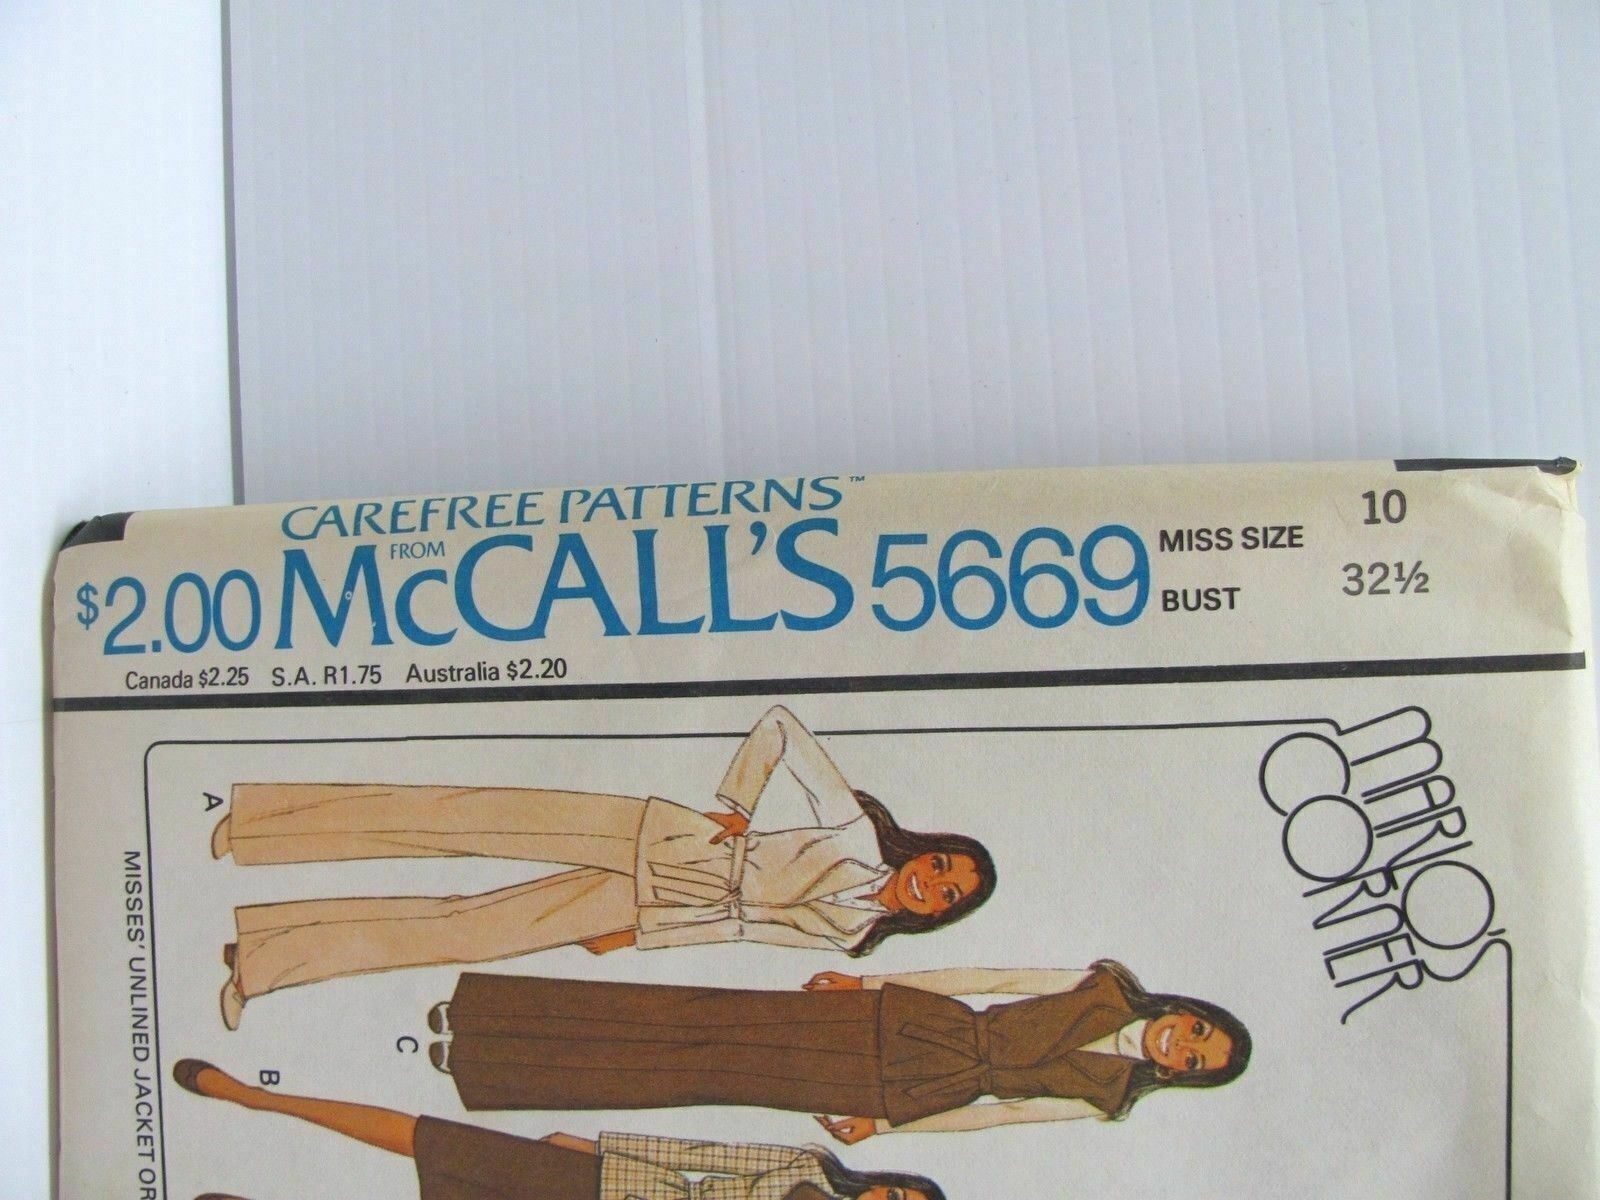 CAREFREE PATTERNS™
FROM
$2.00 McCALL'S 5669
MISS SIZE 10
BUST 32½
Canada $2.25 S.A. R1.75 Australia $2.20
MARIO'S
CORNER
A
C
B
MISSES' UNLINED JACKET OR